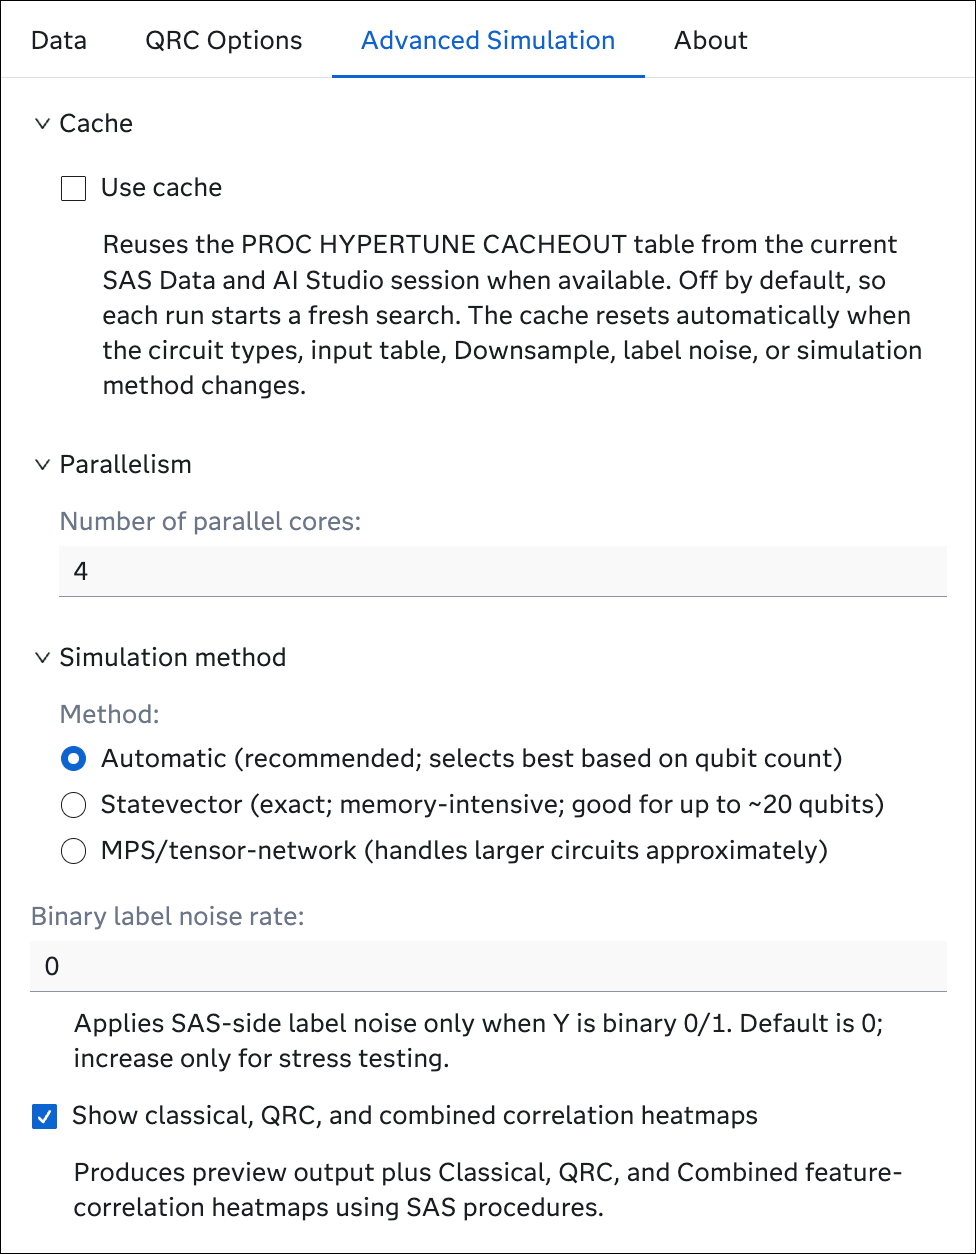 Data QRC Options Advanced Simulation About
Cache
Use cache
Reuses the PROC HYPERTUNE CACHEOUT table from the current
SAS Data and AI Studio session when available. Off by default, so
each run starts a fresh search. The cache resets automatically when
the circuit types, input table, Downsample, label noise, or simulation
method changes.
Parallelism
Number of parallel cores:
4
Simulation method
Method:
Automatic (recommended; selects best based on qubit count)
Statevector (exact; memory-intensive; good for up to ~20 qubits)
MPS/tensor-network (handles larger circuits approximately)
Binary label noise rate:
0
Applies SAS-side label noise only when Y is binary 0/1. Default is 0;
increase only for stress testing.
Show classical, QRC, and combined correlation heatmaps
Produces preview output plus Classical, QRC, and Combined feature-
correlation heatmaps using SAS procedures.